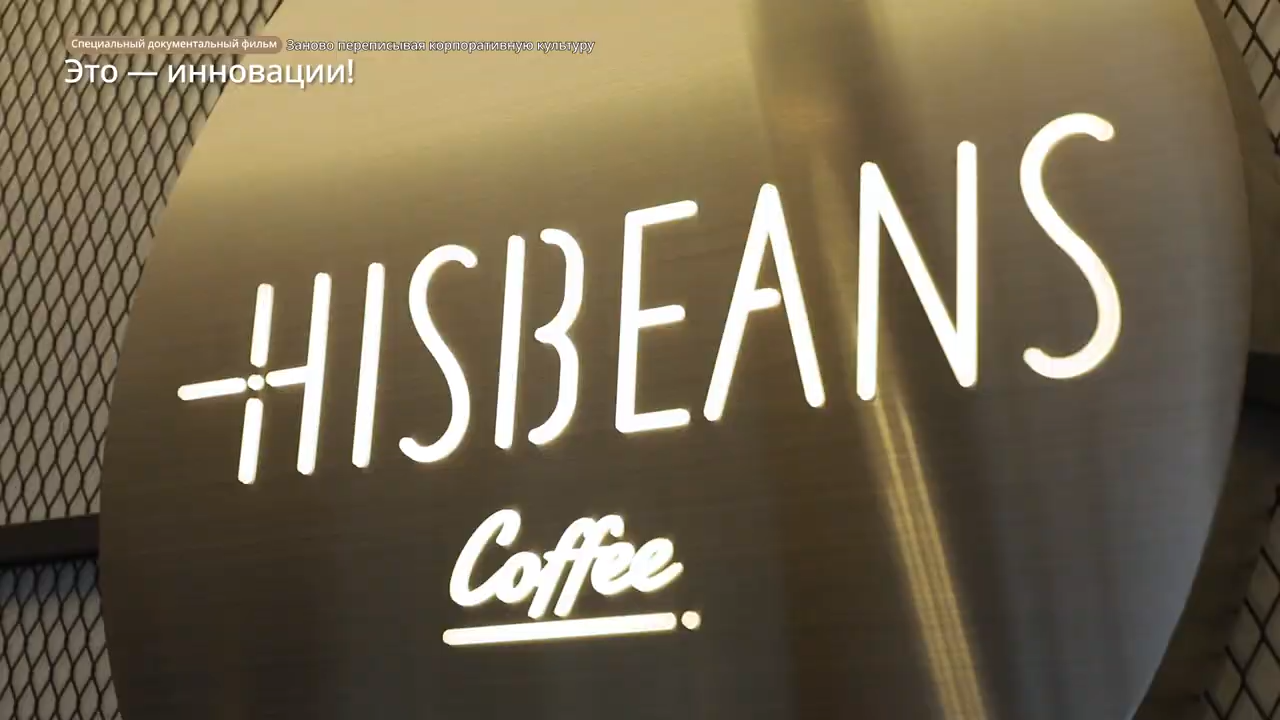 Специальный документальный фильм Заново переписывая корпоративную культуру
Это — инновации!
HISBEANS
Coffee